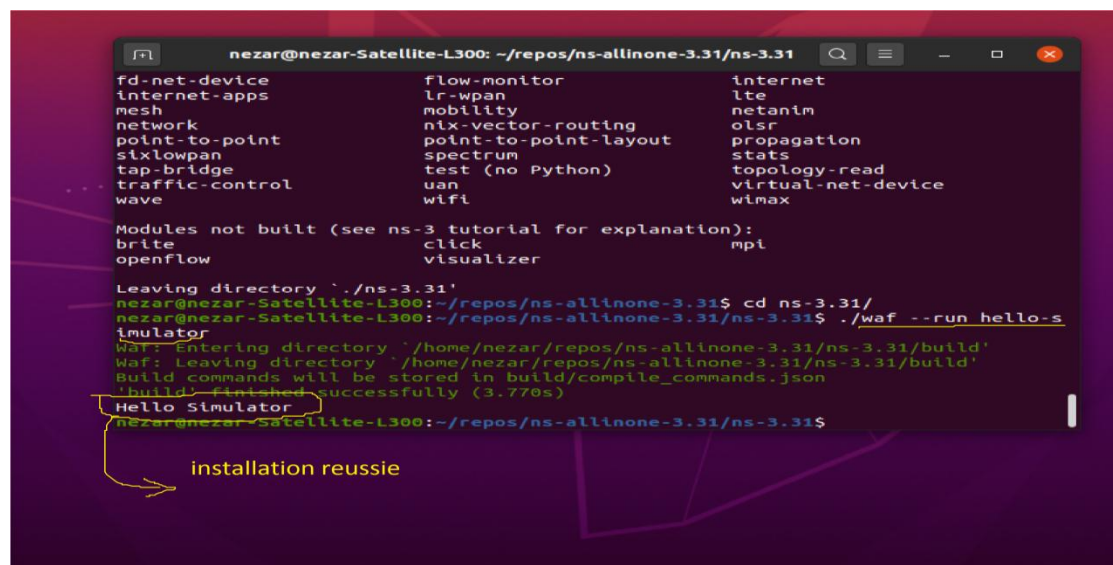 nezar@nezar-Satellite-L300: ~/repos/ns-allinone-3.31/ns-3.31
fd-net-device flow-monitor internet
internet-apps lr-wpan lte
mesh mobility netanim
network nix-vector-routing olsr
point-to-point point-to-point-layout propagation
sixlowpan spectrum stats
tap-bridge test (no Python) topology-read
traffic-control uan virtual-net-device
wave wifi wimax
Modules not built (see ns-3 tutorial for explanation):
brite click mpi
openflow visualizer
Leaving directory `./ns-3.31'
nezar@nezar-Satellite-L300:~/repos/ns-allinone-3.31$ cd ns-3.31/
nezar@nezar-Satellite-L300:~/repos/ns-allinone-3.31/ns-3.31$ ./waf --run hello-s
imulator
Waf: Entering directory `/home/nezar/repos/ns-allinone-3.31/ns-3.31/build'
Waf: Leaving directory `/home/nezar/repos/ns-allinone-3.31/ns-3.31/build'
Build commands will be stored in build/compile_commands.json
'build' finished successfully (3.770s)
Hello Simulator
nezar@nezar-Satellite-L300:~/repos/ns-allinone-3.31/ns-3.31$
installation reussie